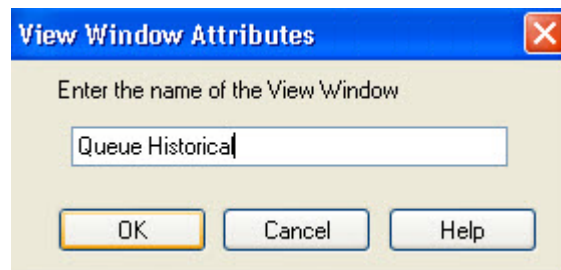 View Window Attributes
Enter the name of the View Window
Queue Historical
OK Cancel Help